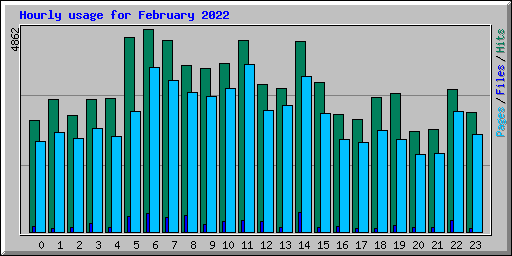 Hourly usage for February 2022
4862
Pages / Files / Hits
0 1 2 3 4 5 6 7 8 9 10 11 12 13 14 15 16 17 18 19 20 21 22 23